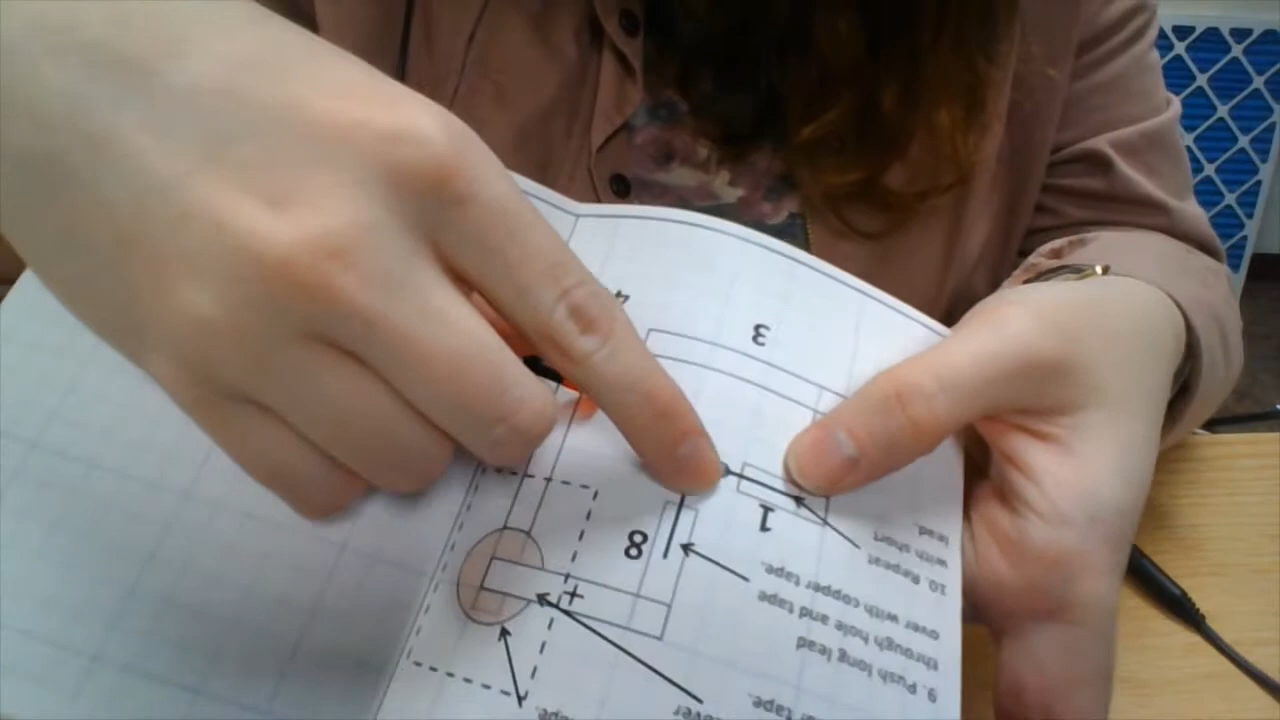 3
1
8
+
10. Repeat
with short
lead.
9. Push long lead
through hole and tape
over with copper tape.